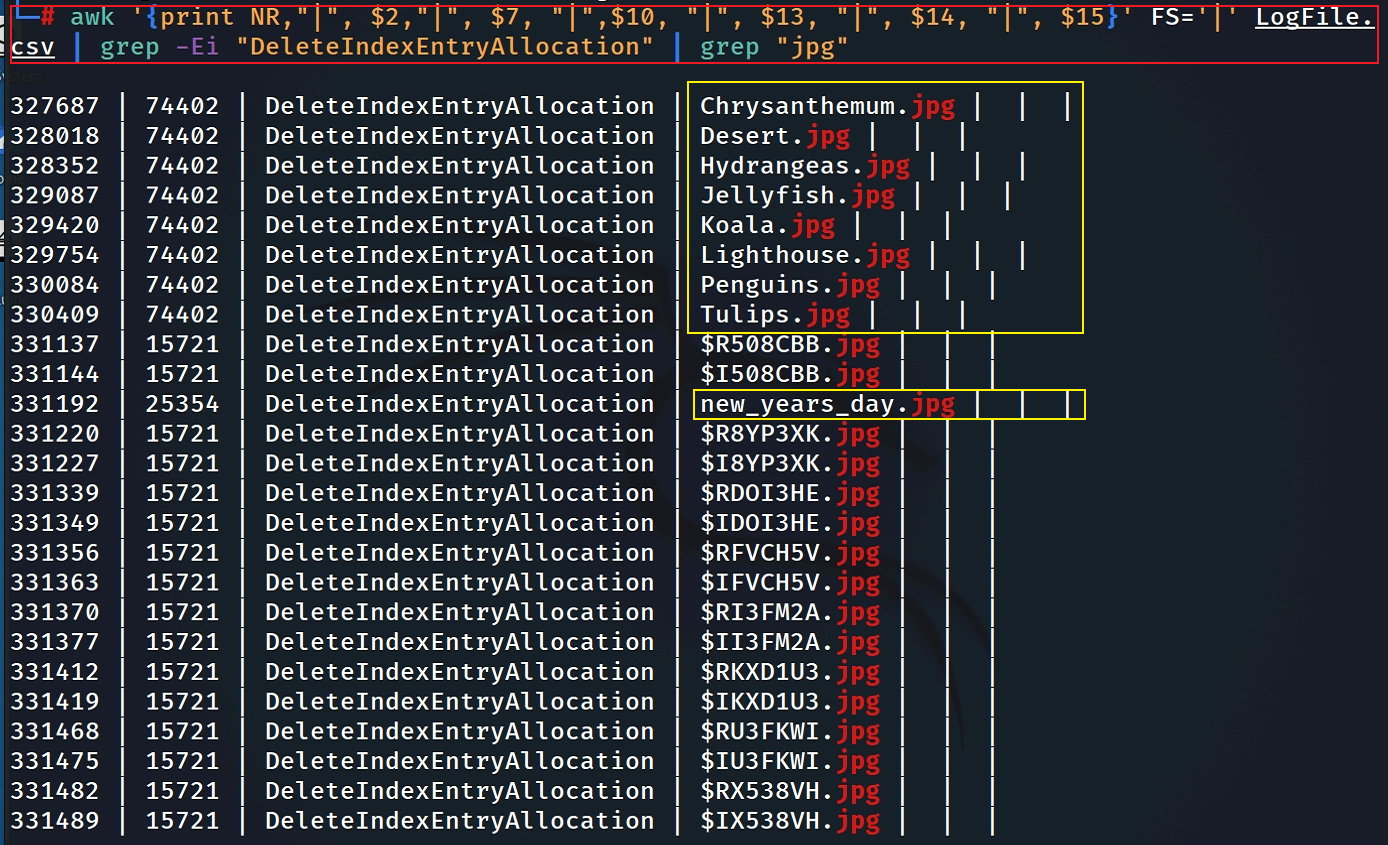 └─# awk '{print NR,"|", $2,"|", $7, "|",$10, "|", $13, "|", $14, "|", $15}' FS='|' LogFile.
csv | grep -Ei "DeleteIndexEntryAllocation" | grep "jpg"
327687 | 74402 | DeleteIndexEntryAllocation | Chrysanthemum.jpg | | |
328018 | 74402 | DeleteIndexEntryAllocation | Desert.jpg | | |
328352 | 74402 | DeleteIndexEntryAllocation | Hydrangeas.jpg | | |
329087 | 74402 | DeleteIndexEntryAllocation | Jellyfish.jpg | | |
329420 | 74402 | DeleteIndexEntryAllocation | Koala.jpg | | |
329754 | 74402 | DeleteIndexEntryAllocation | Lighthouse.jpg | | |
330084 | 74402 | DeleteIndexEntryAllocation | Penguins.jpg | | |
330409 | 74402 | DeleteIndexEntryAllocation | Tulips.jpg | | |
331137 | 15721 | DeleteIndexEntryAllocation | $R508CBB.jpg | | |
331144 | 15721 | DeleteIndexEntryAllocation | $I508CBB.jpg | | |
331192 | 25354 | DeleteIndexEntryAllocation | new_years_day.jpg | | |
331220 | 15721 | DeleteIndexEntryAllocation | $R8YP3XK.jpg | | |
331227 | 15721 | DeleteIndexEntryAllocation | $I8YP3XK.jpg | | |
331339 | 15721 | DeleteIndexEntryAllocation | $RDOI3HE.jpg | | |
331349 | 15721 | DeleteIndexEntryAllocation | $IDOI3HE.jpg | | |
331356 | 15721 | DeleteIndexEntryAllocation | $RFVCH5V.jpg | | |
331363 | 15721 | DeleteIndexEntryAllocation | $IFVCH5V.jpg | | |
331370 | 15721 | DeleteIndexEntryAllocation | $RI3FM2A.jpg | | |
331377 | 15721 | DeleteIndexEntryAllocation | $II3FM2A.jpg | | |
331412 | 15721 | DeleteIndexEntryAllocation | $RKXD1U3.jpg | | |
331419 | 15721 | DeleteIndexEntryAllocation | $IKXD1U3.jpg | | |
331468 | 15721 | DeleteIndexEntryAllocation | $RU3FKWI.jpg | | |
331475 | 15721 | DeleteIndexEntryAllocation | $IU3FKWI.jpg | | |
331482 | 15721 | DeleteIndexEntryAllocation | $RX538VH.jpg | | |
331489 | 15721 | DeleteIndexEntryAllocation | $IX538VH.jpg | | |